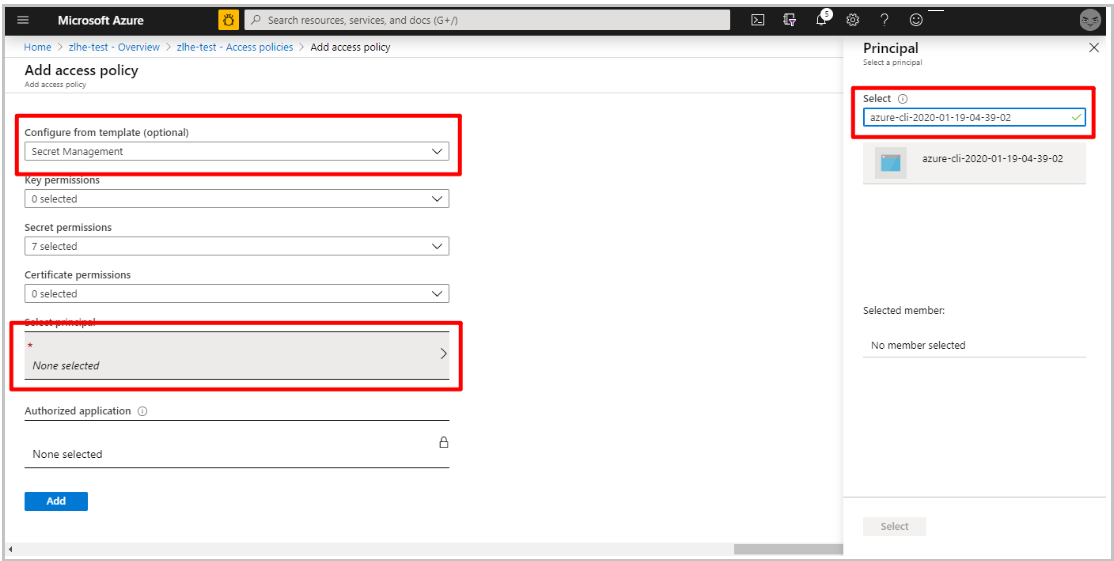 Microsoft Azure
Search resources, services, and docs (G+/)
5
?
Home > zlhe-test - Overview > zlhe-test - Access policies > Add access policy
Add access policy
Add access policy
Configure from template (optional)
Secret Management
Key permissions
0 selected
Secret permissions
7 selected
Certificate permissions
0 selected
Select principal
*
None selected
Authorized application
None selected
Add
Principal
Select a principal
Select
azure-cli-2020-01-19-04-39-02
azure-cli-2020-01-19-04-39-02
Selected member:
No member selected
Select